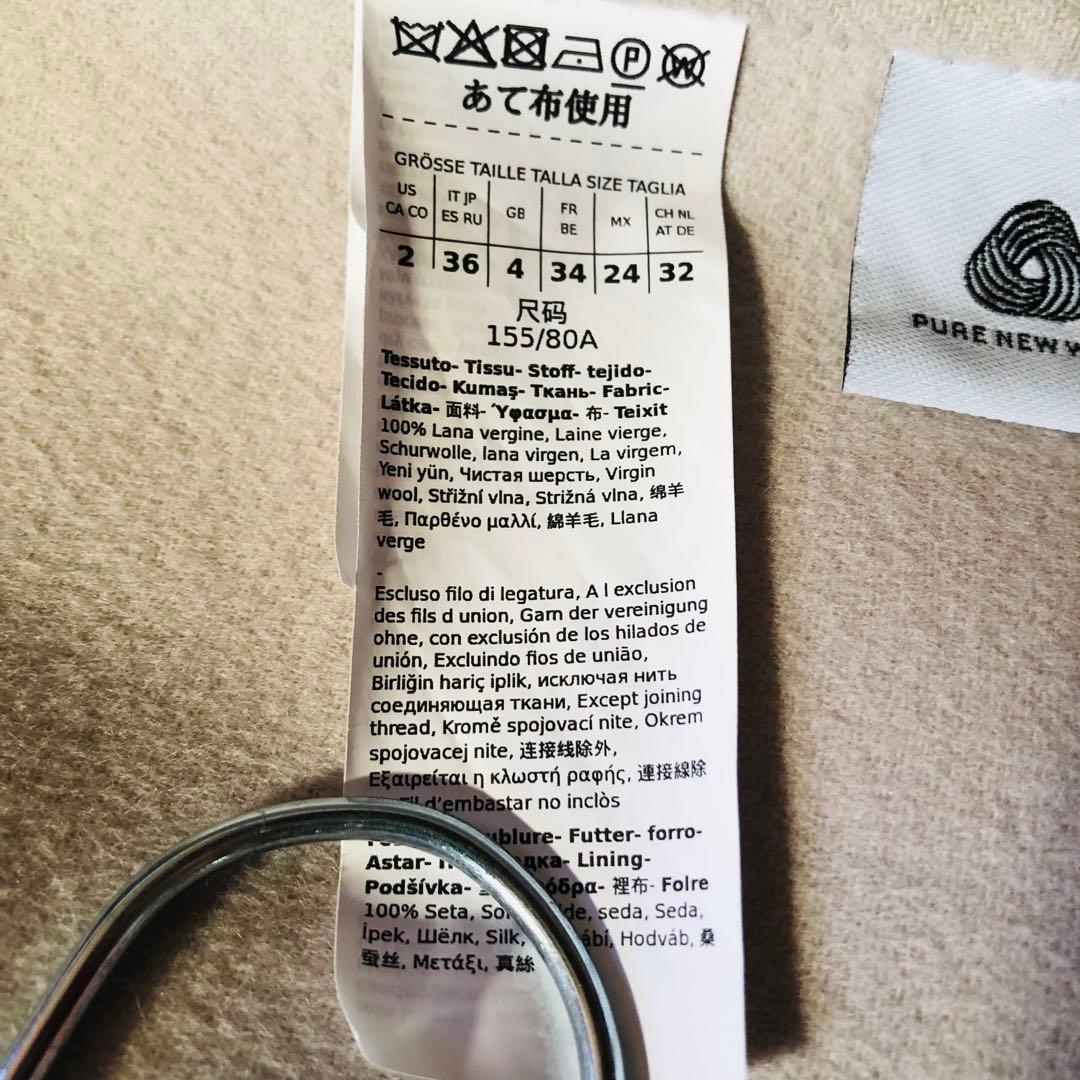 P
W
あて布使用
GRÖSSE TAILLE TALLA SIZE TAGLIA
US CA CO
IT JP ES RU
GB
FR BE
MX
CH NL AT DE
2 36 4 34 24 32
尺码
155/80A
Tessuto- Tissu- Stoff- tejido-
Tecido- Kumaş- Ткань- Fabric-
Látka- 面料- Ύφασμα- 布- Teixit
100% Lana vergine, Laine vierge,
Schurwolle, lana virgen, La virgem,
Yeni yün, Чистая шерсть, Virgin
wool, Střižní vlna, Strižná vlna, 绵羊
毛, Παρθένο μαλλί, 綿羊毛, Llana
verge
-
Escluso filo di legatura, A l exclusion
des fils d union, Garn der vereinigung
ohne, con exclusión de los hilados de
unión, Excluindo fios de união,
Birliğin hariç iplik, исключая нить
соединяющая ткани, Except joining
thread, Kromě spojovací nite, Okrem
spojovacej nite, 连接线除外,
Εξαιρείται η κλωστή ραφής, 連接線除
d'embastar no inclòs
Futter- forro-
Astar- Lining-
Podšívka- 裡布- Folre
100% Seta, seda, Seda,
İpek, Шёлк, Silk, Hodváb, 桑
蚕丝, Μετάξι, 真絲
PURE NEW